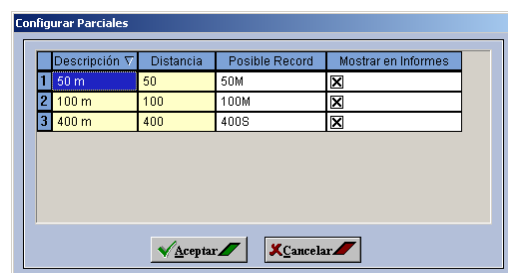 Configurar Parciales
Descripción Distancia Posible Record Mostrar en Informes
1 50 m 50 50M
2 100 m 100 100M
3 400 m 400 400S
Aceptar Cancelar